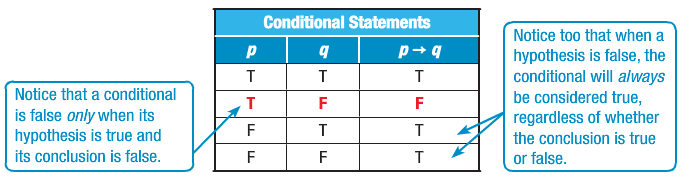 Conditional Statements
p q p → q
T T T
T F F
F T T
F F T
Notice that a conditional
is false only when its
hypothesis is true and
its conclusion is false.
Notice too that when a
hypothesis is false, the
conditional will always
be considered true,
regardless of whether
the conclusion is true
or false.